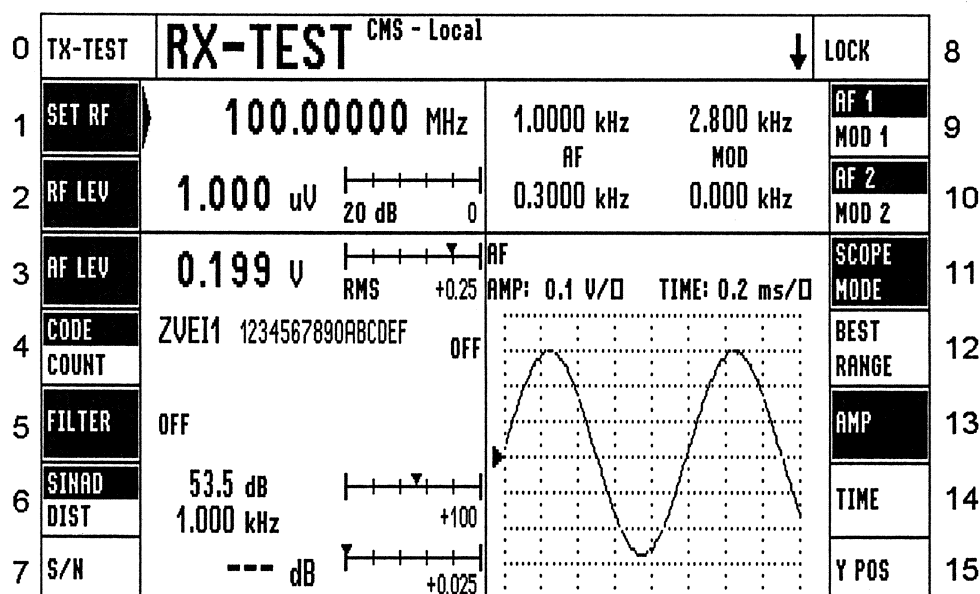 0 TX-TEST RX-TEST CMS - Local ↓ LOCK 8
1 SET RF 100.00000 MHz 1.0000 kHz 2.800 kHz AF 1 MOD 1 9
AF MOD
2 RF LEV 1.000 uV 20 dB 0 0.3000 kHz 0.000 kHz AF 2 MOD 2 10
3 AF LEV 0.199 V RMS +0.25 AF SCOPE MODE 11
AMP: 0.1 V/□ TIME: 0.2 ms/□
4 CODE COUNT ZVEI1 1234567890ABCDEF OFF BEST RANGE 12
5 FILTER OFF AMP 13
6 SINAD DIST 53.5 dB 1.000 kHz +100 TIME 14
7 S/N --- dB +0.025 Y POS 15